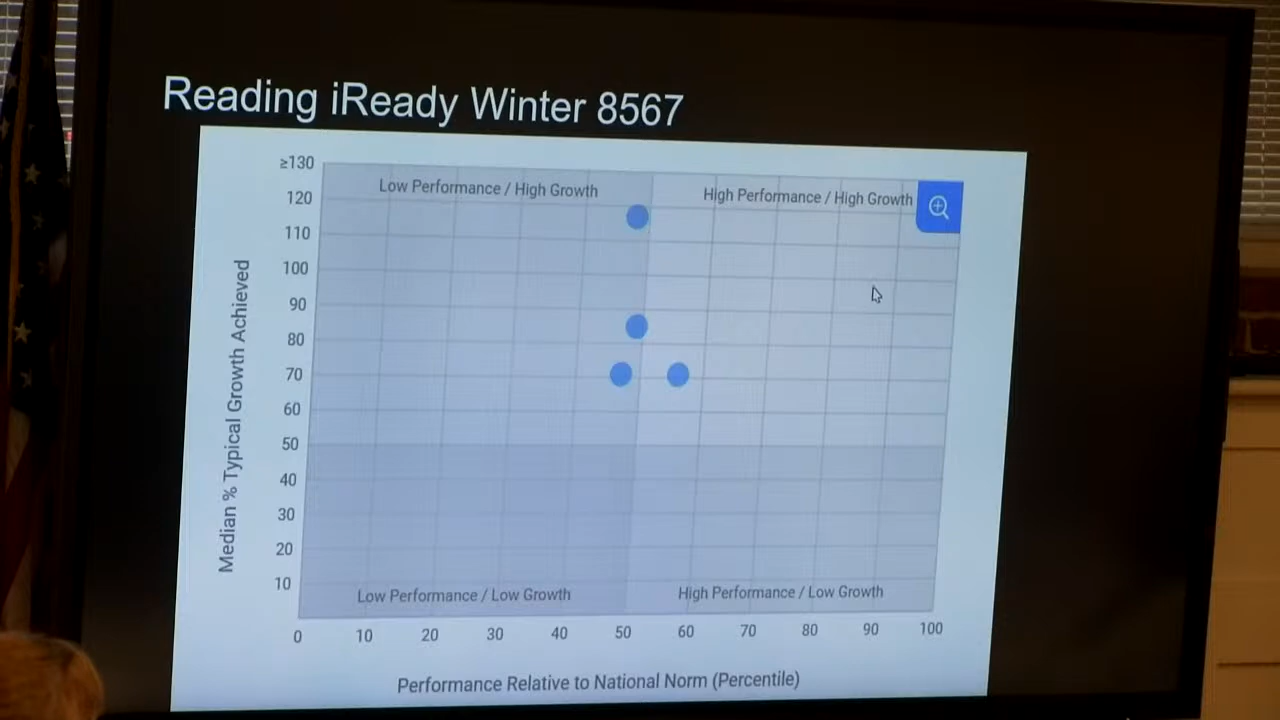 Reading iReady Winter 8567
≥130
Low Performance / High Growth
High Performance / High Growth
120
110
100
90
80
70
60
50
40
30
20
10
Median % Typical Growth Achieved
Low Performance / Low Growth
High Performance / Low Growth
0 10 20 30 40 50 60 70 80 90 100
Performance Relative to National Norm (Percentile)